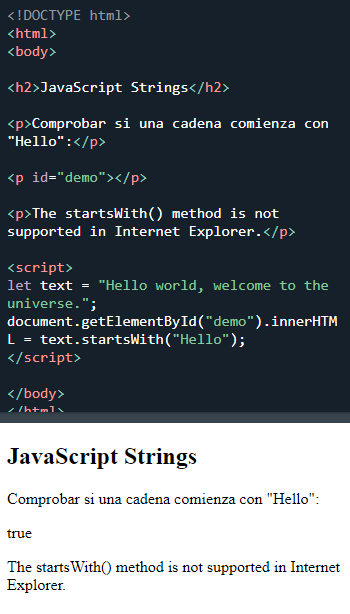 <!DOCTYPE html>
<html>
<body>
<h2>JavaScript Strings</h2>
<p>Comprobar si una cadena comienza con
"Hello":</p>
<p id="demo"></p>
<p>The startsWith() method is not
supported in Internet Explorer.</p>
<script>
let text = "Hello world, welcome to the
universe.";
document.getElementById("demo").innerHTM
L = text.startsWith("Hello");
</script>
</body>
</html>
JavaScript Strings
Comprobar si una cadena comienza con "Hello":
true
The startsWith() method is not supported in Internet
Explorer.